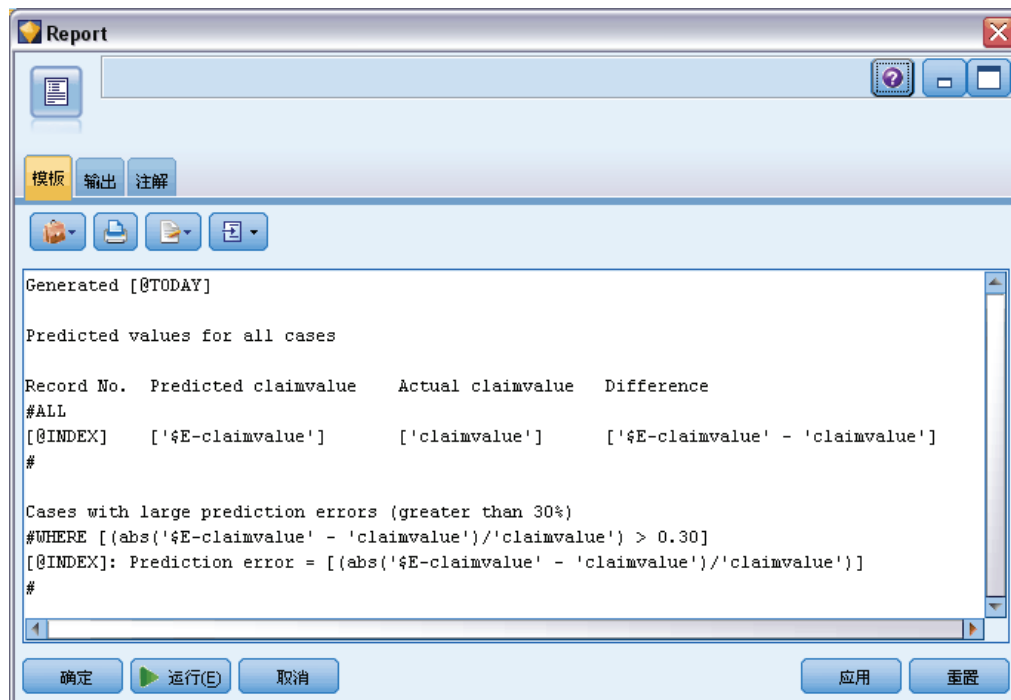 Report
模板 输出 注解
Generated [@TODAY]
Predicted values for all cases
Record No. Predicted claimvalue Actual claimvalue Difference
#ALL
[@INDEX] ['$E-claimvalue'] ['claimvalue'] ['$E-claimvalue' - 'claimvalue']
#
Cases with large prediction errors (greater than 30%)
#WHERE [(abs('$E-claimvalue' - 'claimvalue')/'claimvalue') > 0.30]
[@INDEX]: Prediction error = [(abs('$E-claimvalue' - 'claimvalue')/'claimvalue')]
#
确定 运行(E) 取消 应用 重置